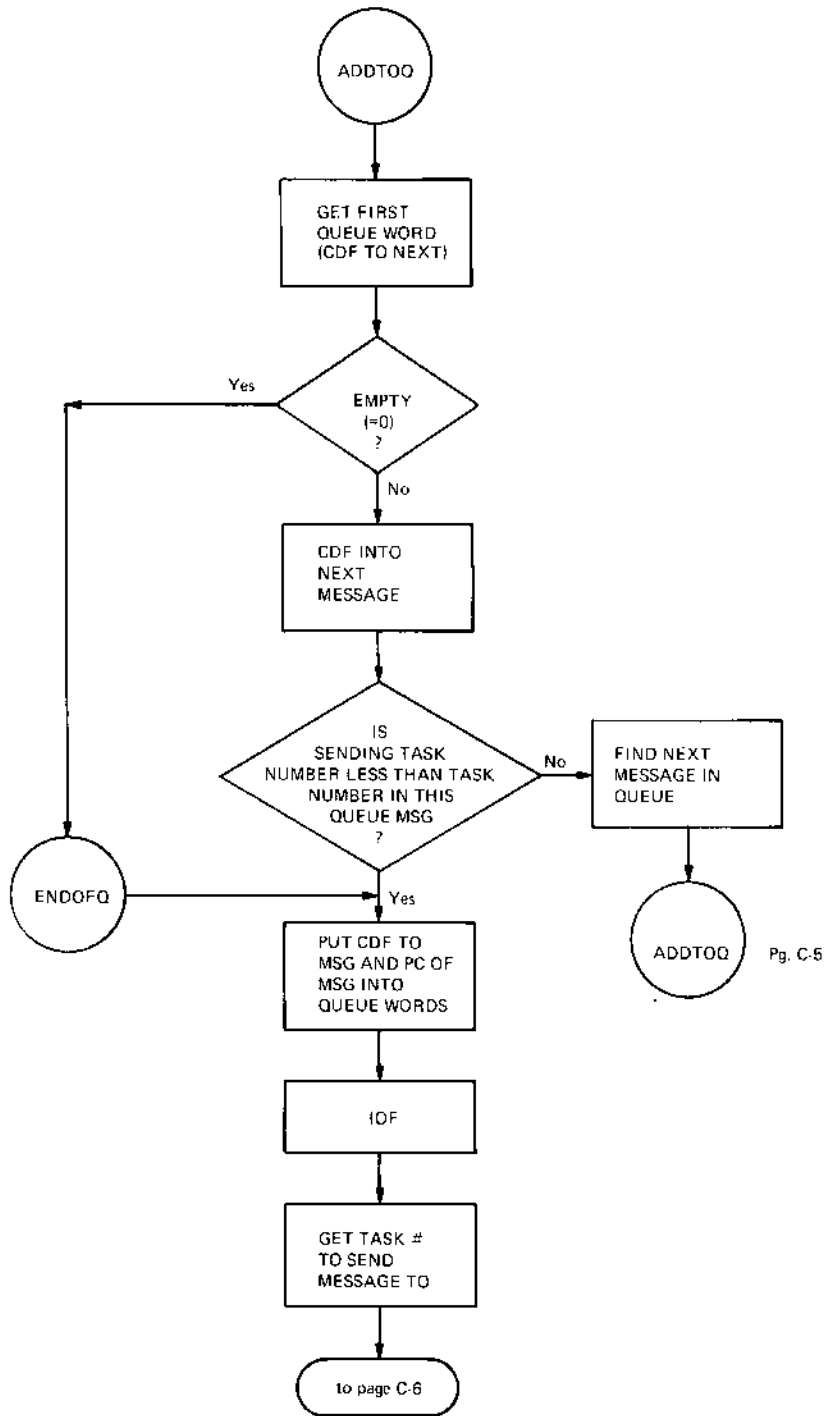 ADDTOQ
GET FIRST
QUEUE WORD
(CDF TO NEXT)
Yes
EMPTY
(=0)
?
No
CDF INTO
NEXT
MESSAGE
IS
SENDING TASK
NUMBER LESS THAN TASK
NUMBER IN THIS
QUEUE MSG
?
No
FIND NEXT
MESSAGE IN
QUEUE
ENDOFQ
Yes
ADDTOQ
Pg. C-5
PUT CDF TO
MSG AND PC OF
MSG INTO
QUEUE WORDS
GET TASK #
TO SEND
MESSAGE TO
to page C-6